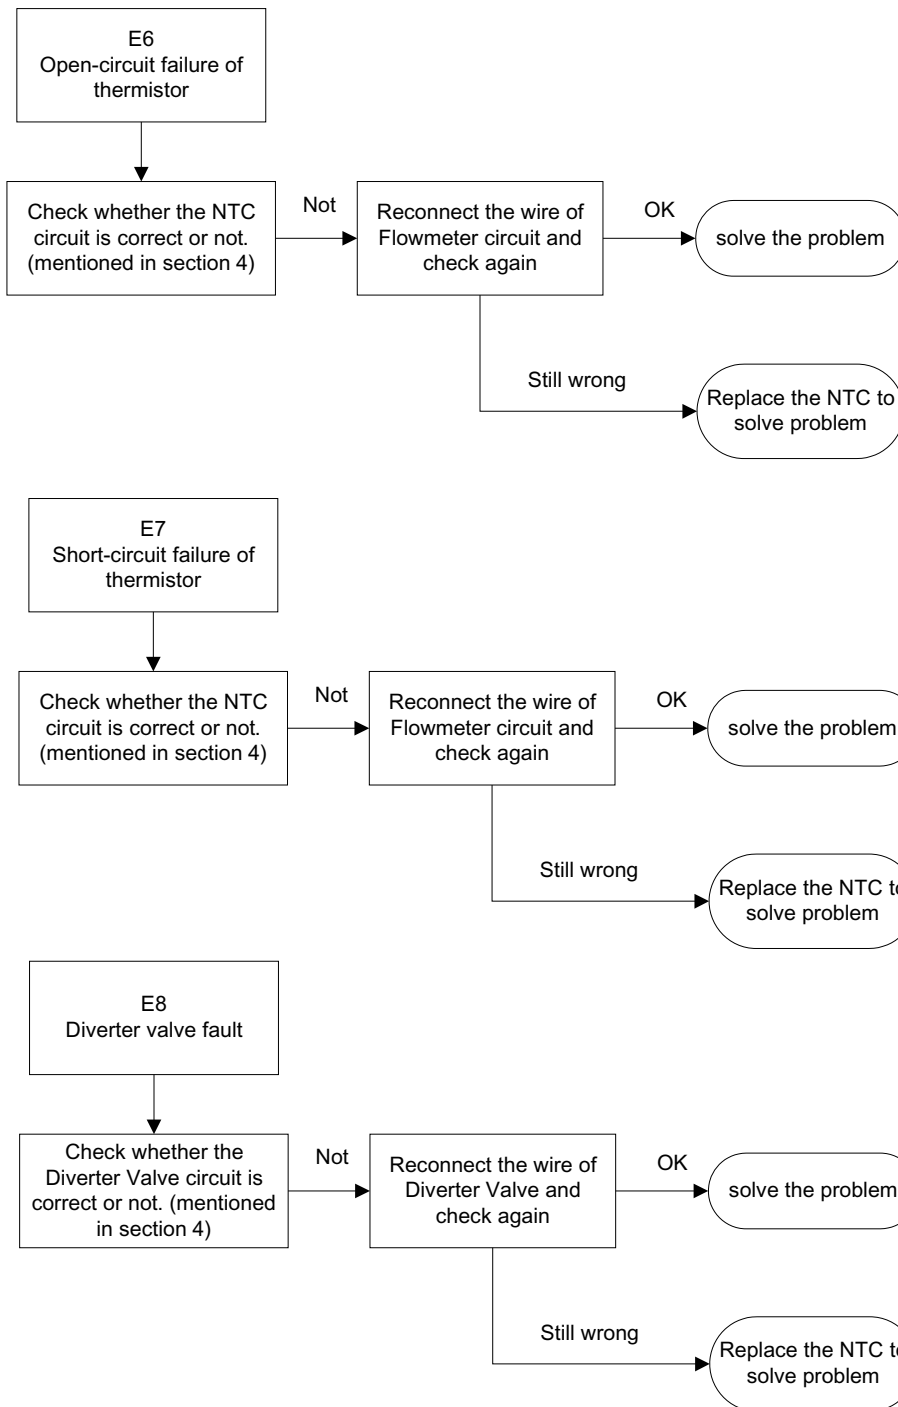 E6
Open-circuit failure of
thermistor
Check whether the NTC
circuit is correct or not.
(mentioned in section 4)
Not
Reconnect the wire of
Flowmeter circuit and
check again
OK
solve the problem
Still wrong
Replace the NTC to
solve problem
E7
Short-circuit failure of
thermistor
Check whether the NTC
circuit is correct or not.
(mentioned in section 4)
Not
Reconnect the wire of
Flowmeter circuit and
check again
OK
solve the problem
Still wrong
Replace the NTC to
solve problem
E8
Diverter valve fault
Check whether the
Diverter Valve circuit is
correct or not. (mentioned
in section 4)
Not
Reconnect the wire of
Diverter Valve and
check again
OK
solve the problem
Still wrong
Replace the NTC to
solve problem